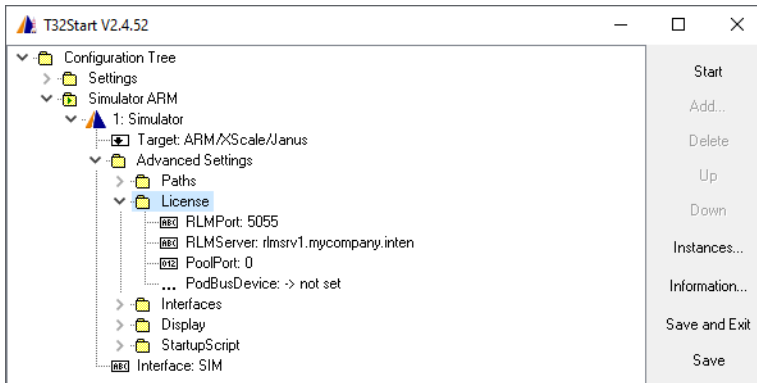 T32Start V2.4.52
Configuration Tree
Settings
Simulator ARM
1: Simulator
Target: ARM/XScale/Janus
Advanced Settings
Paths
License
RLMPort: 5055
RLMServer: rlmsrv1.mycompany.inten
PoolPort: 0
PodBusDevice: -> not set
Interfaces
Display
StartupScript
Interface: SIM
Start
Add...
Delete
Up
Down
Instances...
Information...
Save and Exit
Save